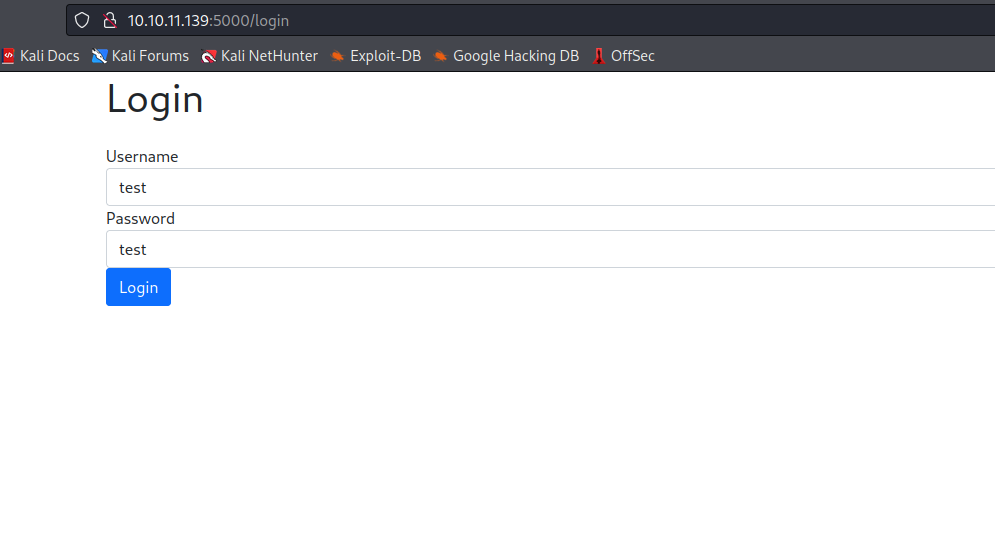 10.10.11.139:5000/login
Kali Docs Kali Forums Kali NetHunter Exploit-DB Google Hacking DB OffSec
Login
Username
test
Password
test
Login